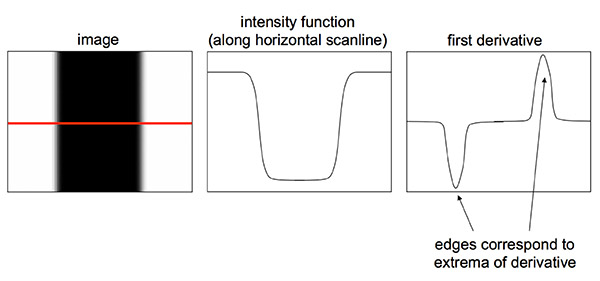 image
intensity function
(along horizontal scanline)
first derivative
edges correspond to
extrema of derivative